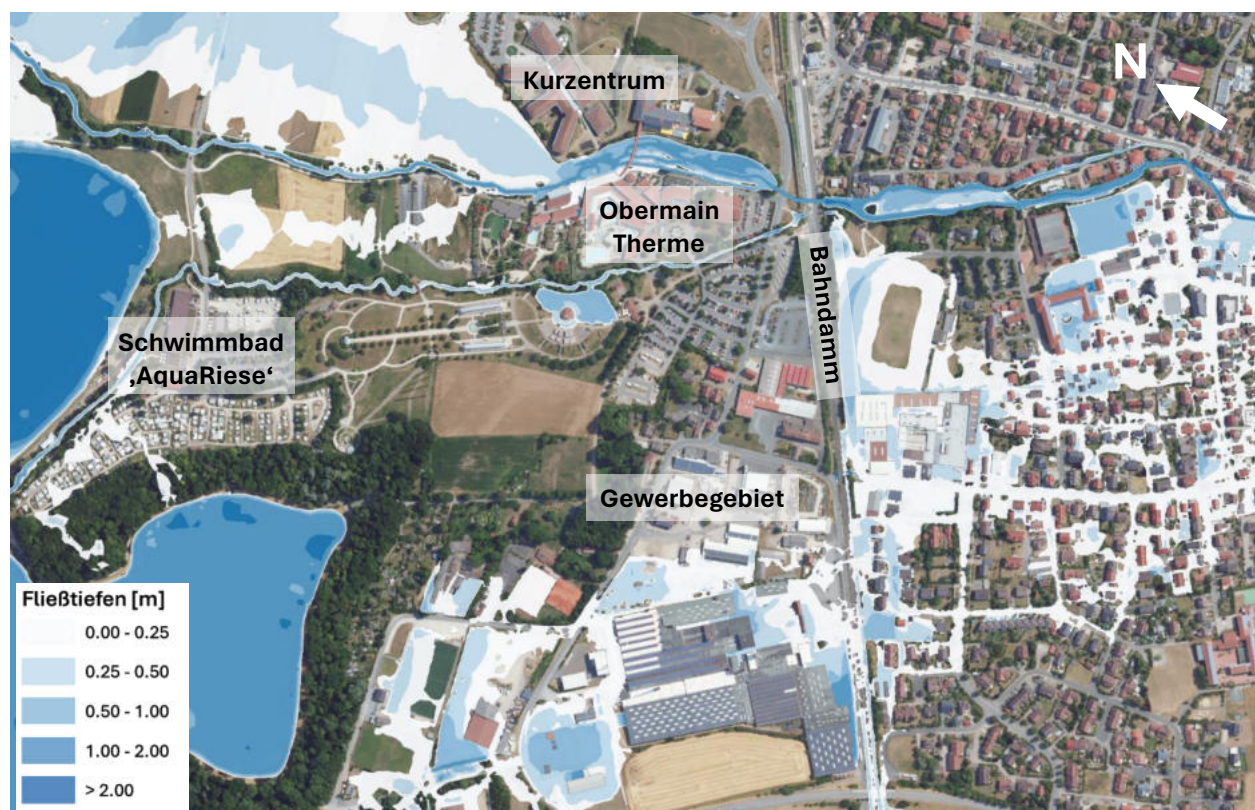 Kurzentrum
N
Obermain
Therme
Bahndamm
Schwimmbad
‚AquaRiese‘
Gewerbegebiet
Fließtiefen [m]
0.00 - 0.25
0.25 - 0.50
0.50 - 1.00
1.00 - 2.00
> 2.00